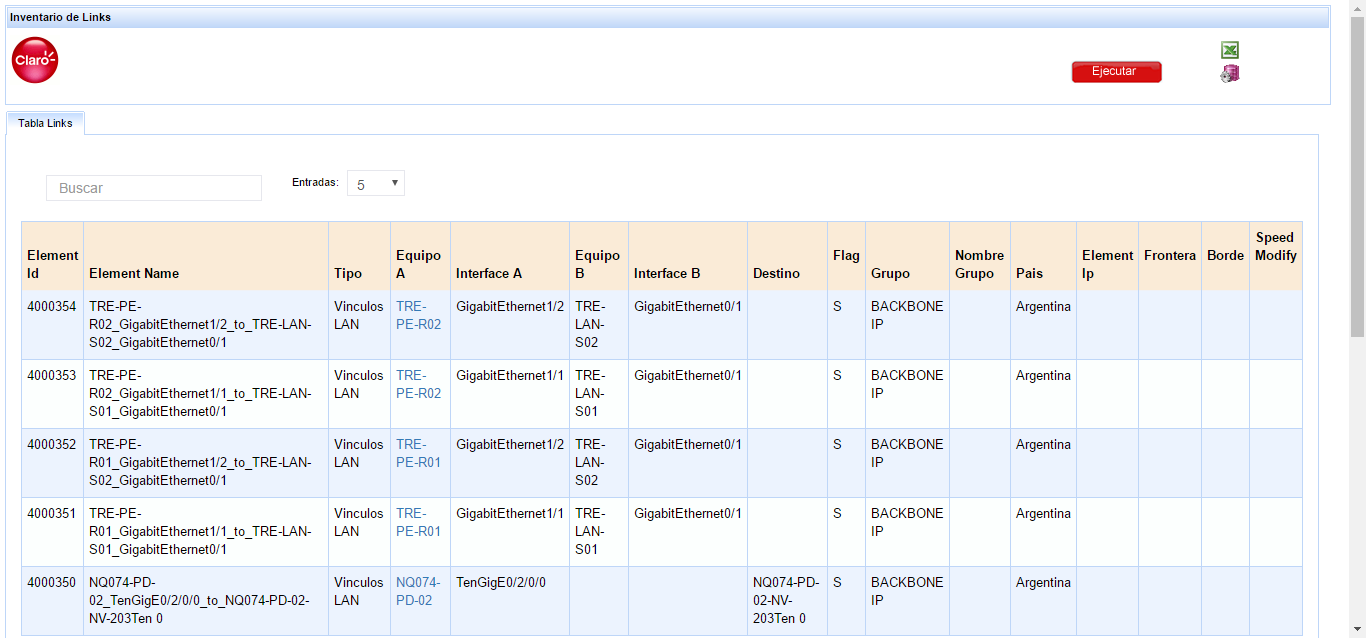 Inventario de Links
Claro
Ejecutar
Tabla Links
Buscar
Entradas:
5
Element Id
Element Name
Tipo
Equipo A
Interface A
Equipo B
Interface B
Destino
Flag
Grupo
Nombre Grupo
Pais
Element Ip
Frontera
Borde
Speed Modify
4000354
TRE-PE-
R02_GigabitEthernet1/2_to_TRE-LAN-
S02_GigabitEthernet0/1
Vinculos
LAN
TRE-
PE-R02
GigabitEthernet1/2
TRE-
LAN-
S02
GigabitEthernet0/1
S
BACKBONE
IP
Argentina
4000353
TRE-PE-
R02_GigabitEthernet1/1_to_TRE-LAN-
S01_GigabitEthernet0/1
Vinculos
LAN
TRE-
PE-R02
GigabitEthernet1/1
TRE-
LAN-
S01
GigabitEthernet0/1
S
BACKBONE
IP
Argentina
4000352
TRE-PE-
R01_GigabitEthernet1/2_to_TRE-LAN-
S02_GigabitEthernet0/1
Vinculos
LAN
TRE-
PE-R01
GigabitEthernet1/2
TRE-
LAN-
S02
GigabitEthernet0/1
S
BACKBONE
IP
Argentina
4000351
TRE-PE-
R01_GigabitEthernet1/1_to_TRE-LAN-
S01_GigabitEthernet0/1
Vinculos
LAN
TRE-
PE-R01
GigabitEthernet1/1
TRE-
LAN-
S01
GigabitEthernet0/1
S
BACKBONE
IP
Argentina
4000350
NQ074-PD-
02_TenGigE0/2/0/0_to_NQ074-PD-02-
NV-203Ten 0
Vinculos
LAN
NQ074-
PD-02
TenGigE0/2/0/0
NQ074-PD-
02-NV-
203Ten 0
S
BACKBONE
IP
Argentina